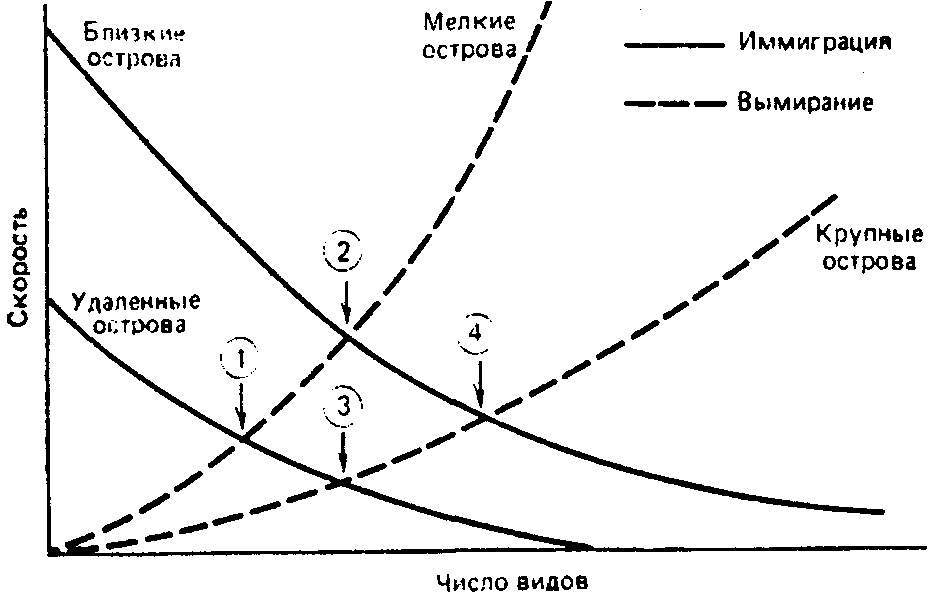 Близкие
острова
Мелкие
острова
Иммиграция
Вымирание
Скорость
Удаленные
острова
Крупные
острова
1
2
3
4
Число видов